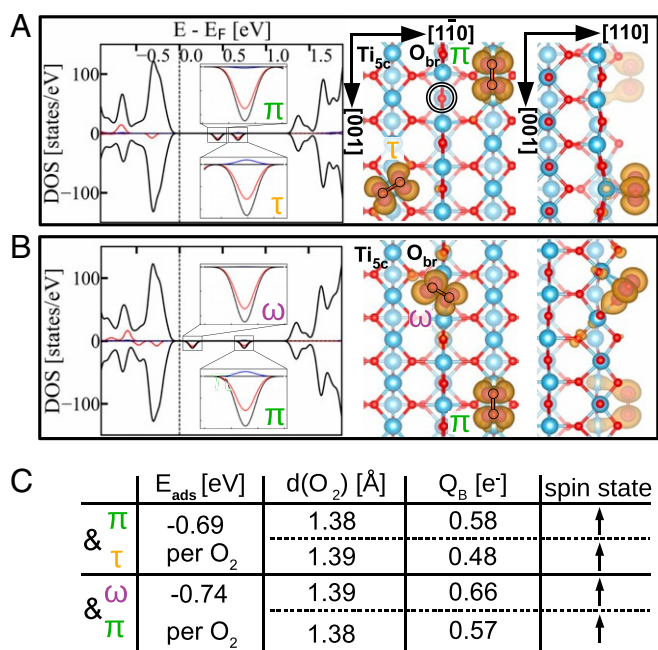 A
E - E_F [eV]
−0.5 0.0 0.5 1.0 1.5
DOS [states/eV]
100
0
−100
π
τ
[11̄0]
Ti5c Obr π
[001]
τ
[110]
[001]
B
DOS [states/eV]
100
0
−100
ω
π
Ti5c Obr
ω
π
C
E_ads [eV] d(O₂) [Å] Q_B [e⁻] spin state
& π τ -0.69 per O₂
1.38 0.58 ↑
1.39 0.48 ↑
& ω π -0.74 per O₂
1.39 0.66 ↑
1.38 0.57 ↑